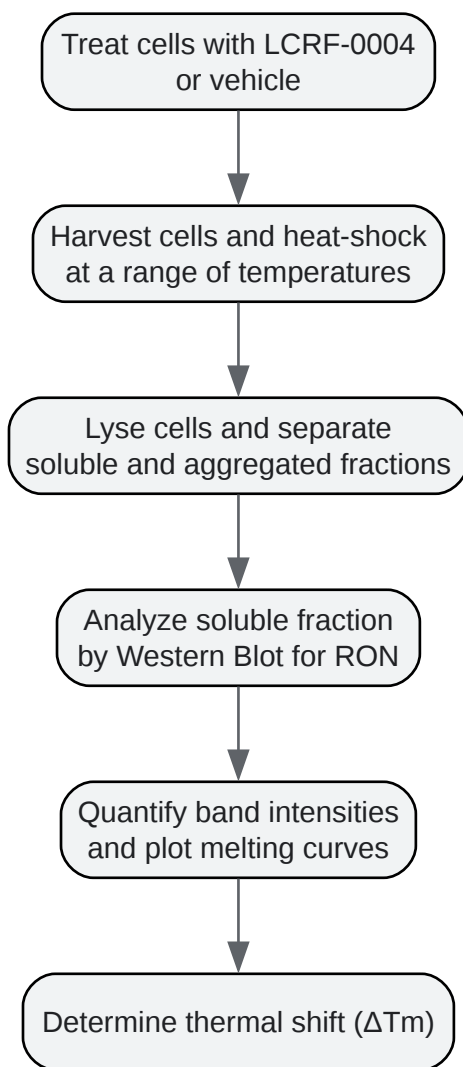 Treat cells with LCRF-0004
or vehicle
Harvest cells and heat-shock
at a range of temperatures
Lyse cells and separate
soluble and aggregated fractions
Analyze soluble fraction
by Western Blot for RON
Quantify band intensities
and plot melting curves
Determine thermal shift (ΔTm)